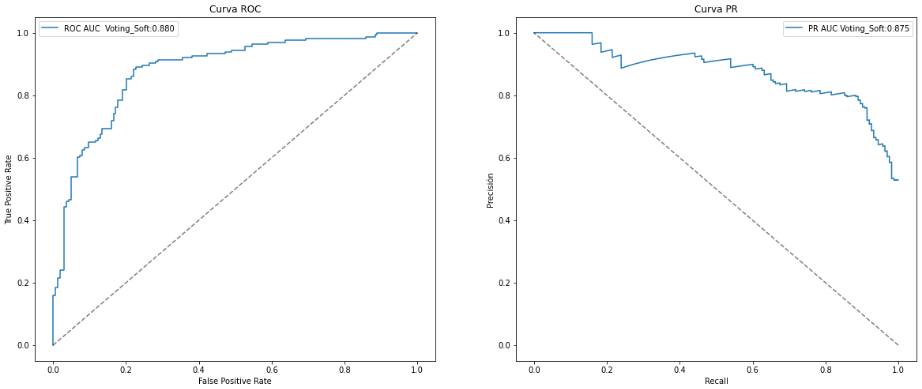 Curva ROC
ROC AUC  Voting_Soft:0.880
1.0
0.8
0.6
0.4
0.2
0.0
True Positive Rate
0.0 0.2 0.4 0.6 0.8 1.0
False Positive Rate
Curva PR
PR AUC Voting_Soft:0.875
1.0
0.8
0.6
0.4
0.2
0.0
Precisión
0.0 0.2 0.4 0.6 0.8 1.0
Recall